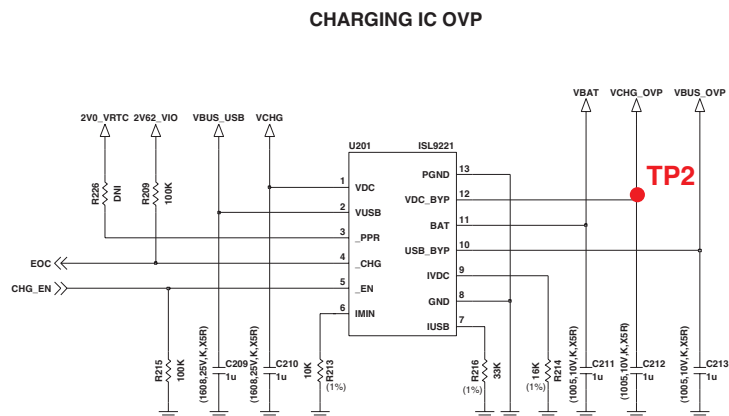 CHARGING IC OVP
VBAT VCHG_OVP VBUS_OVP
2V0_VRTC 2V62_VIO VBUS_USB VCHG
U201 ISL9221
TP2
1 VDC PGND 13
2 VUSB VDC_BYP 12
3 _PPR BAT 11
4 _CHG USB_BYP 10
5 _EN IVDC 9
6 IMIN GND 8
IUSB 7
R226 DNI
R209 100K
EOC
CHG_EN
R215 100K
(1608,25V,K,X5R)
C209
1u
(1608,25V,K,X5R)
C210
1u
10K R213
(1%)
R216 33K
16K R214
(1%)
(1005,10V,K,X5R)
C211
1u
(1005,10V,K,X5R)
C212
1u
(1005,10V,K,X5R)
C213
1u